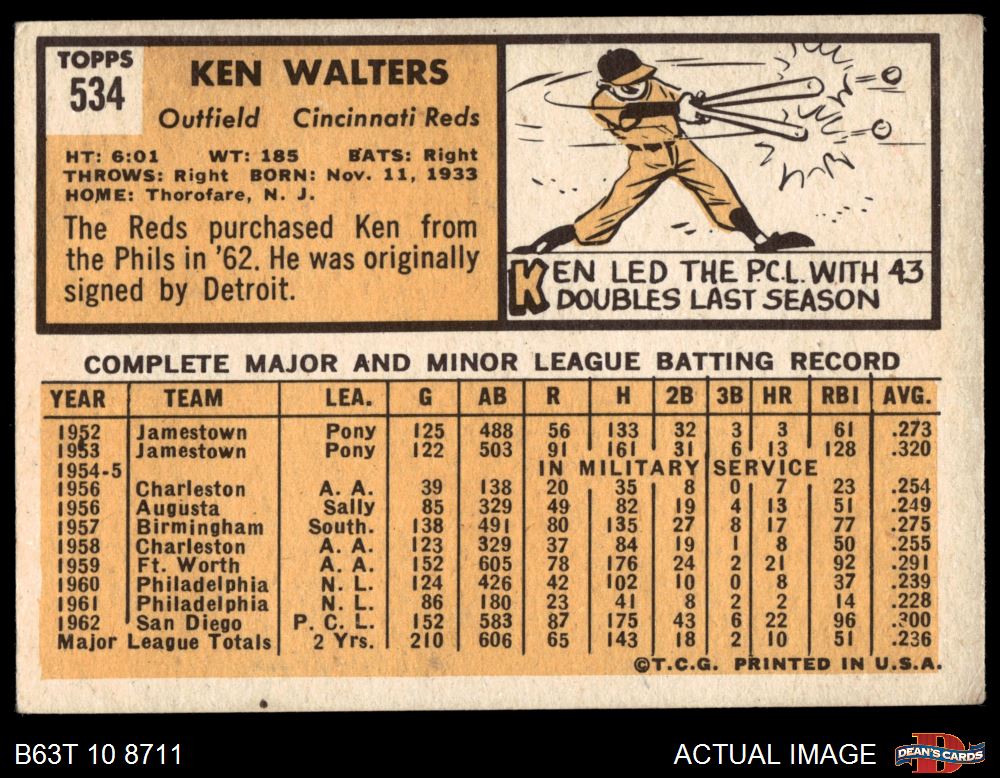 TOPPS
534
KEN WALTERS
Outfield Cincinnati Reds
HT: 6:01 WT: 185 BATS: Right
THROWS: Right BORN: Nov. 11, 1933
HOME: Thorofare, N. J.
The Reds purchased Ken from
the Phils in '62. He was originally
signed by Detroit.
KEN LED THE P.C.L. WITH 43
DOUBLES LAST SEASON
COMPLETE MAJOR AND MINOR LEAGUE BATTING RECORD
YEAR TEAM LEA. G AB R H 2B 3B HR RBI AVG.
1952 Jamestown Pony 125 488 56 133 32 3 3 61 .273
1953 Jamestown Pony 122 503 91 161 31 6 13 128 .320
1954-5 IN MILITARY SERVICE
1956 Charleston A. A. 39 138 20 35 8 0 7 23 .254
1956 Augusta Sally 85 329 49 82 19 4 13 51 .249
1957 Birmingham South. 138 491 80 135 27 8 17 77 .275
1958 Charleston A. A. 123 329 37 84 19 1 8 50 .255
1959 Ft. Worth A. A. 152 605 78 176 24 2 21 92 .291
1960 Philadelphia N. L. 124 426 42 102 10 0 8 37 .239
1961 Philadelphia N. L. 86 180 23 41 8 2 2 14 .228
1962 San Diego P. C. L. 152 583 87 175 43 6 22 96 .300
Major League Totals 2 Yrs. 210 606 65 143 18 2 10 51 .236
©T.C.G. PRINTED IN U.S.A.
B63T 10 8711
ACTUAL IMAGE
DEAN'S CARDS